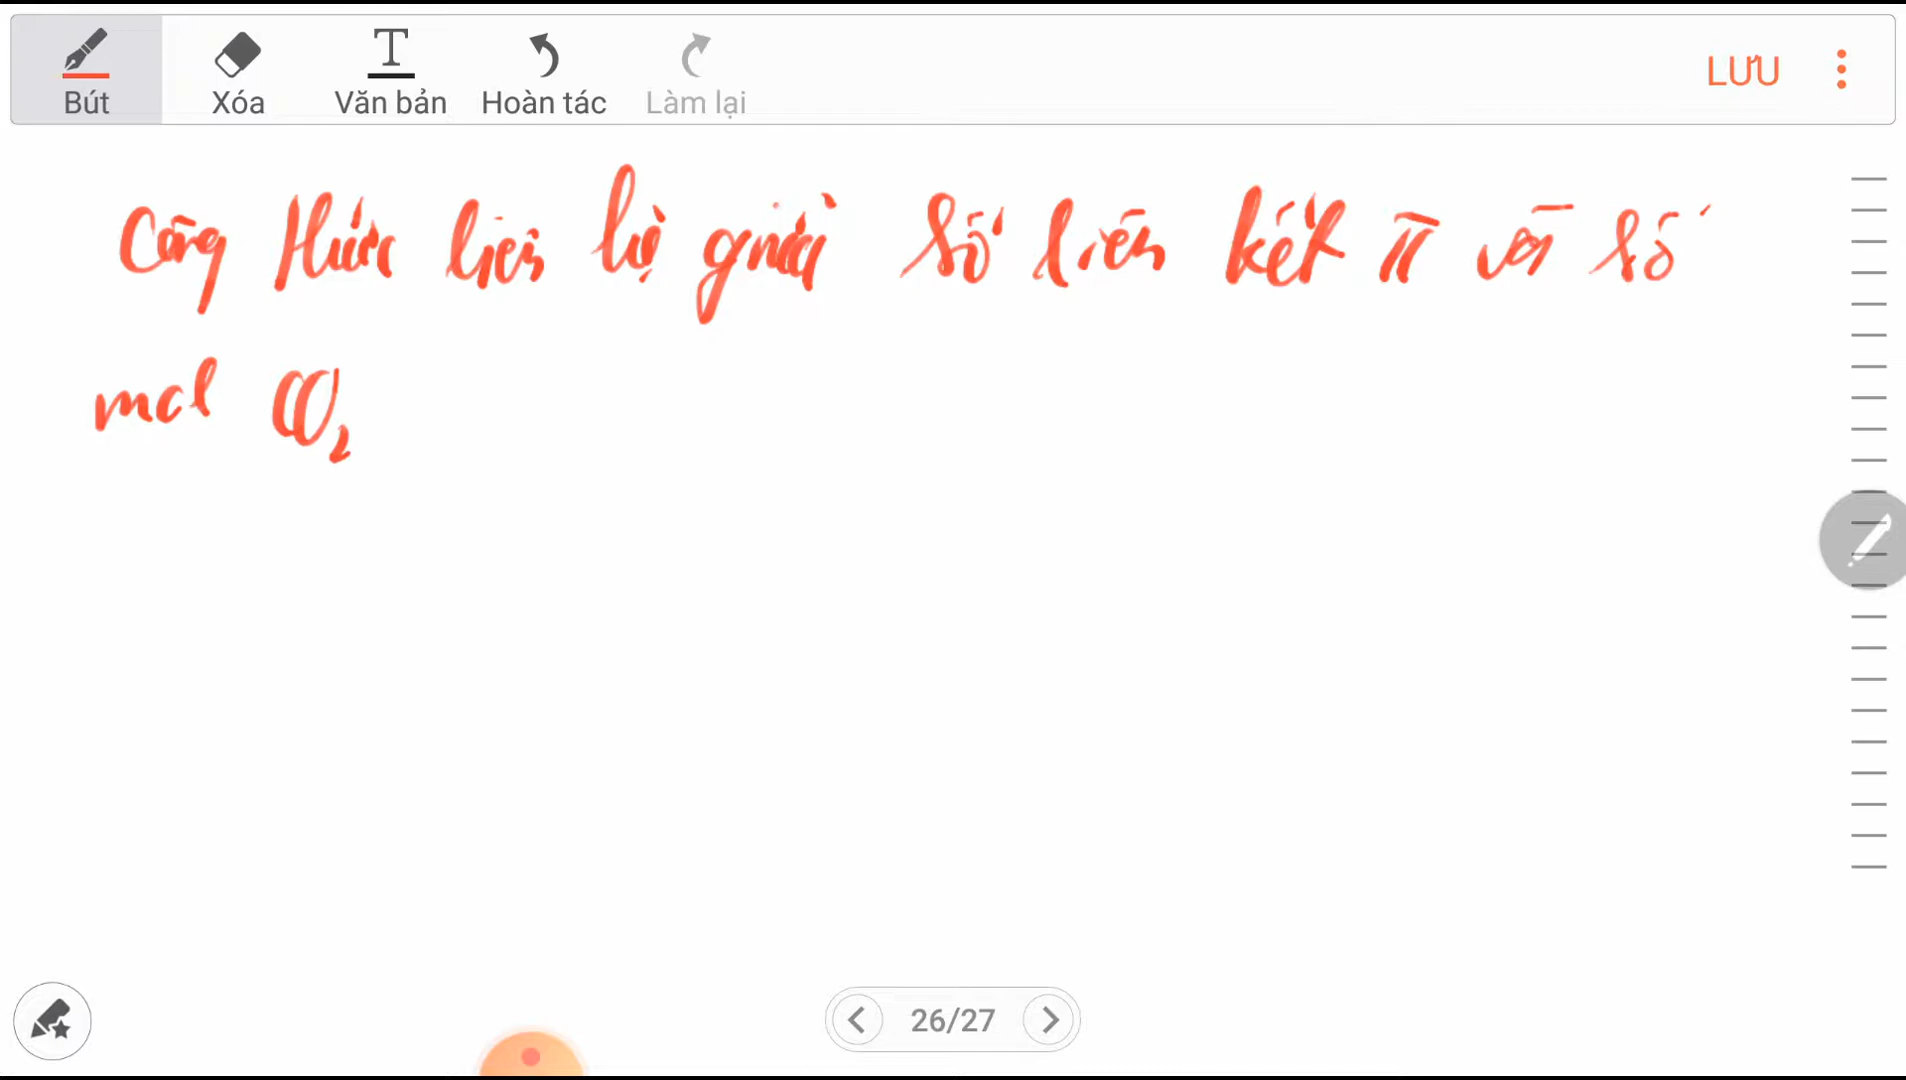 Bút Xóa Văn bản Hoàn tác Làm lại LƯU
Công thức liên hệ giữa số liên kết π với số
mol CO₂
26/27